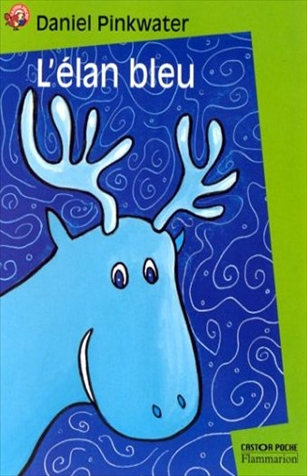 Daniel Pinkwater
L'élan bleu
CASTOR POCHE
Flammarion